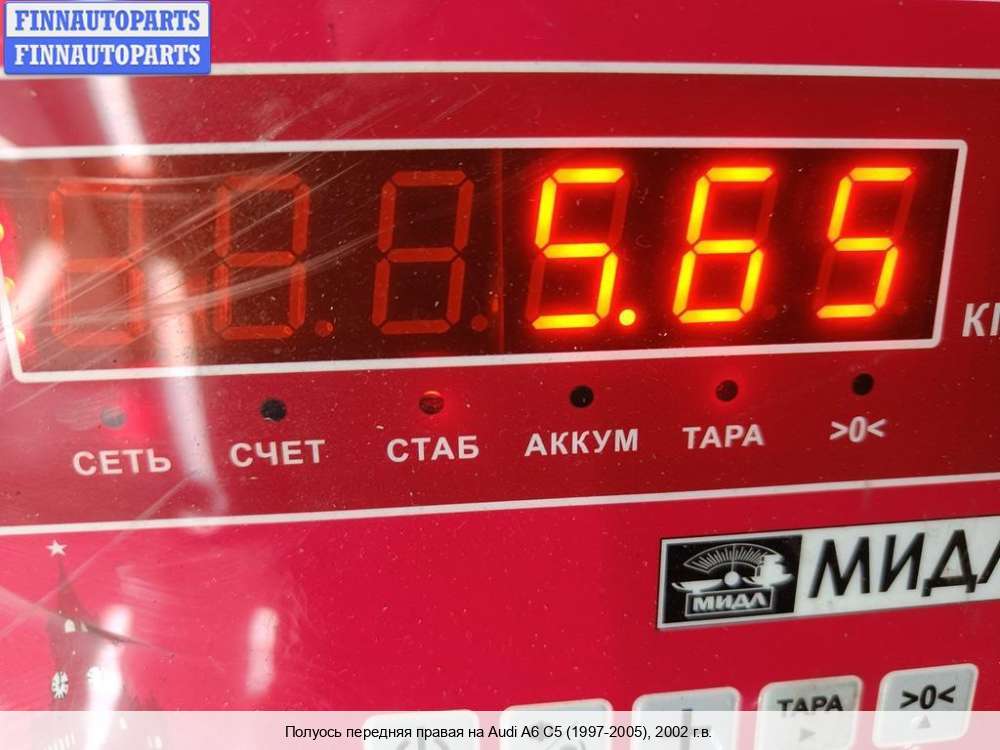 FINNAUTOPARTS
FINNAUTOPARTS
5.65
СЕТЬ СЧЕТ СТАБ АККУМ ТАРА >0<
МИДЛ
ТАРА >0<
Полуось передняя правая на Audi A6 C5 (1997-2005), 2002 г.в.